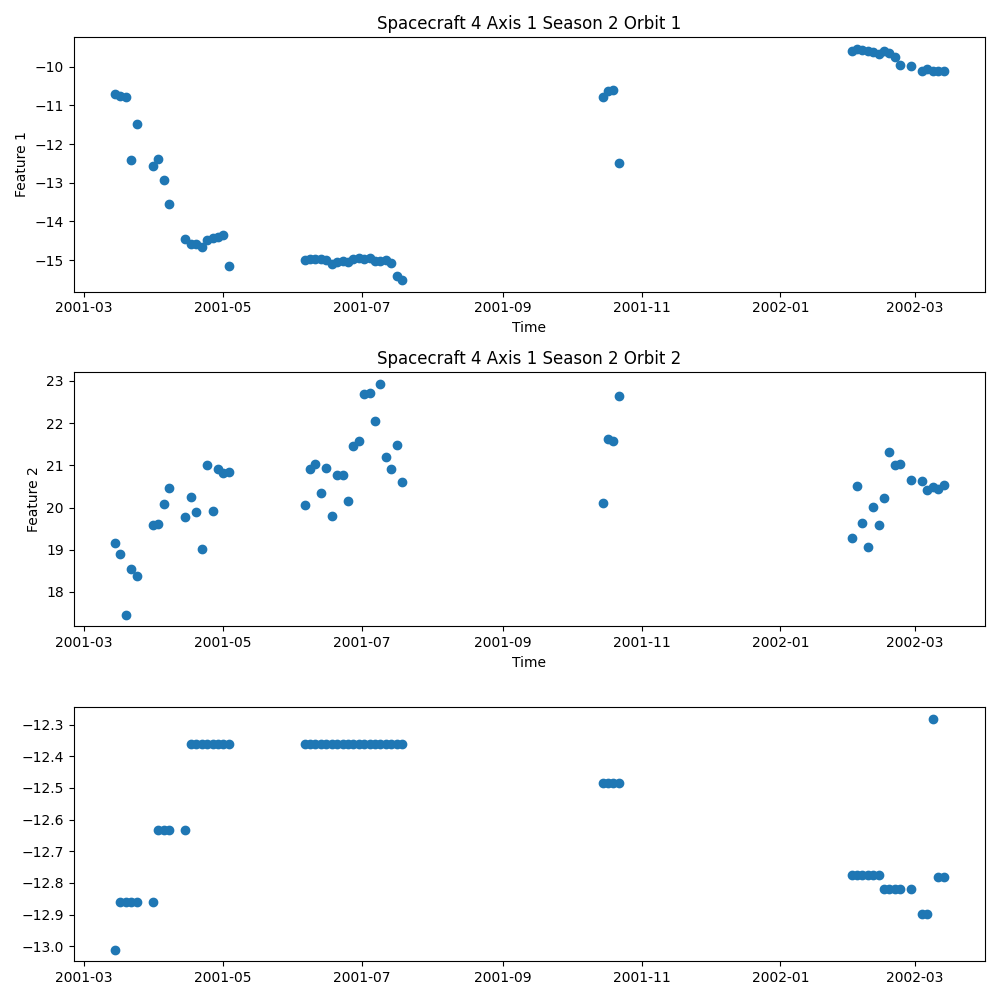 Spacecraft 4 Axis 1 Season 2 Orbit 1
−10
−11
−12
−13
−14
−15
Feature 1
2001-03 2001-05 2001-07 2001-09 2001-11 2002-01 2002-03
Time
Spacecraft 4 Axis 1 Season 2 Orbit 2
23
22
21
20
19
18
Feature 2
2001-03 2001-05 2001-07 2001-09 2001-11 2002-01 2002-03
Time
−12.3
−12.4
−12.5
−12.6
−12.7
−12.8
−12.9
−13.0
2001-03 2001-05 2001-07 2001-09 2001-11 2002-01 2002-03